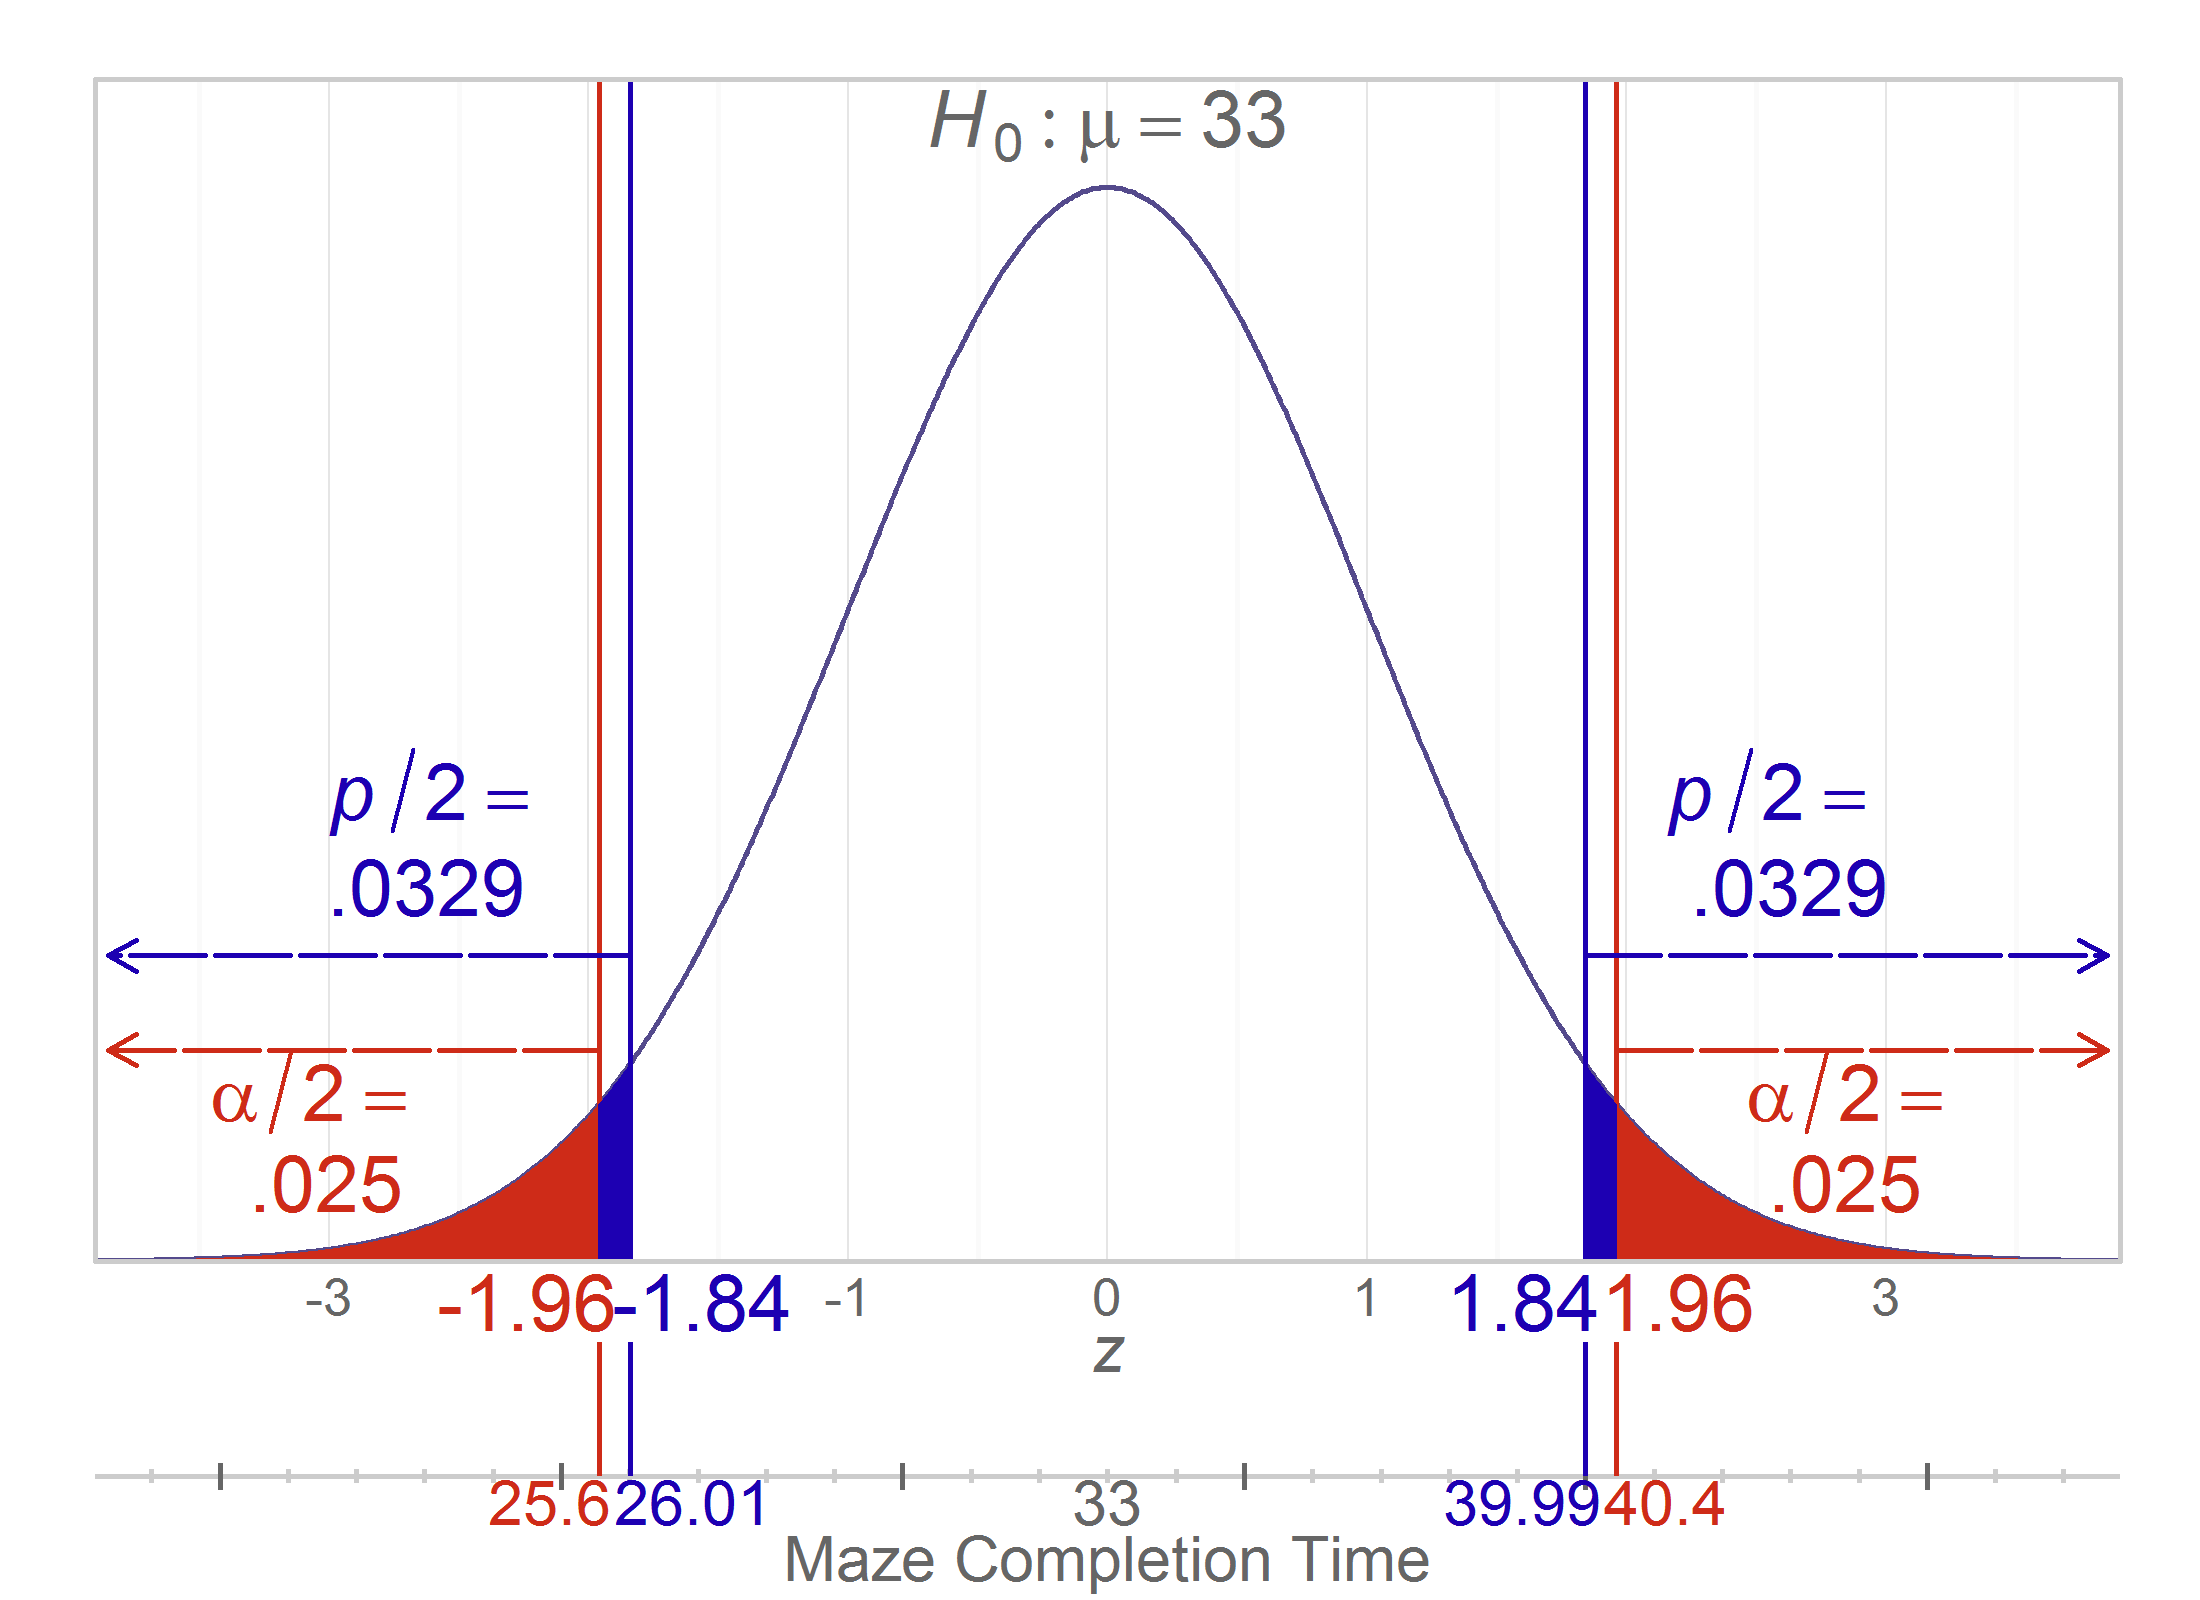 H₀ : μ = 33
p/2 =
.0329
p/2 =
.0329
α/2 =
.025
α/2 =
.025
-3 -1.96 -1.84 -1 0 1 1.84 1.96 3
z
25.6 26.01 33 39.99 40.4
Maze Completion Time